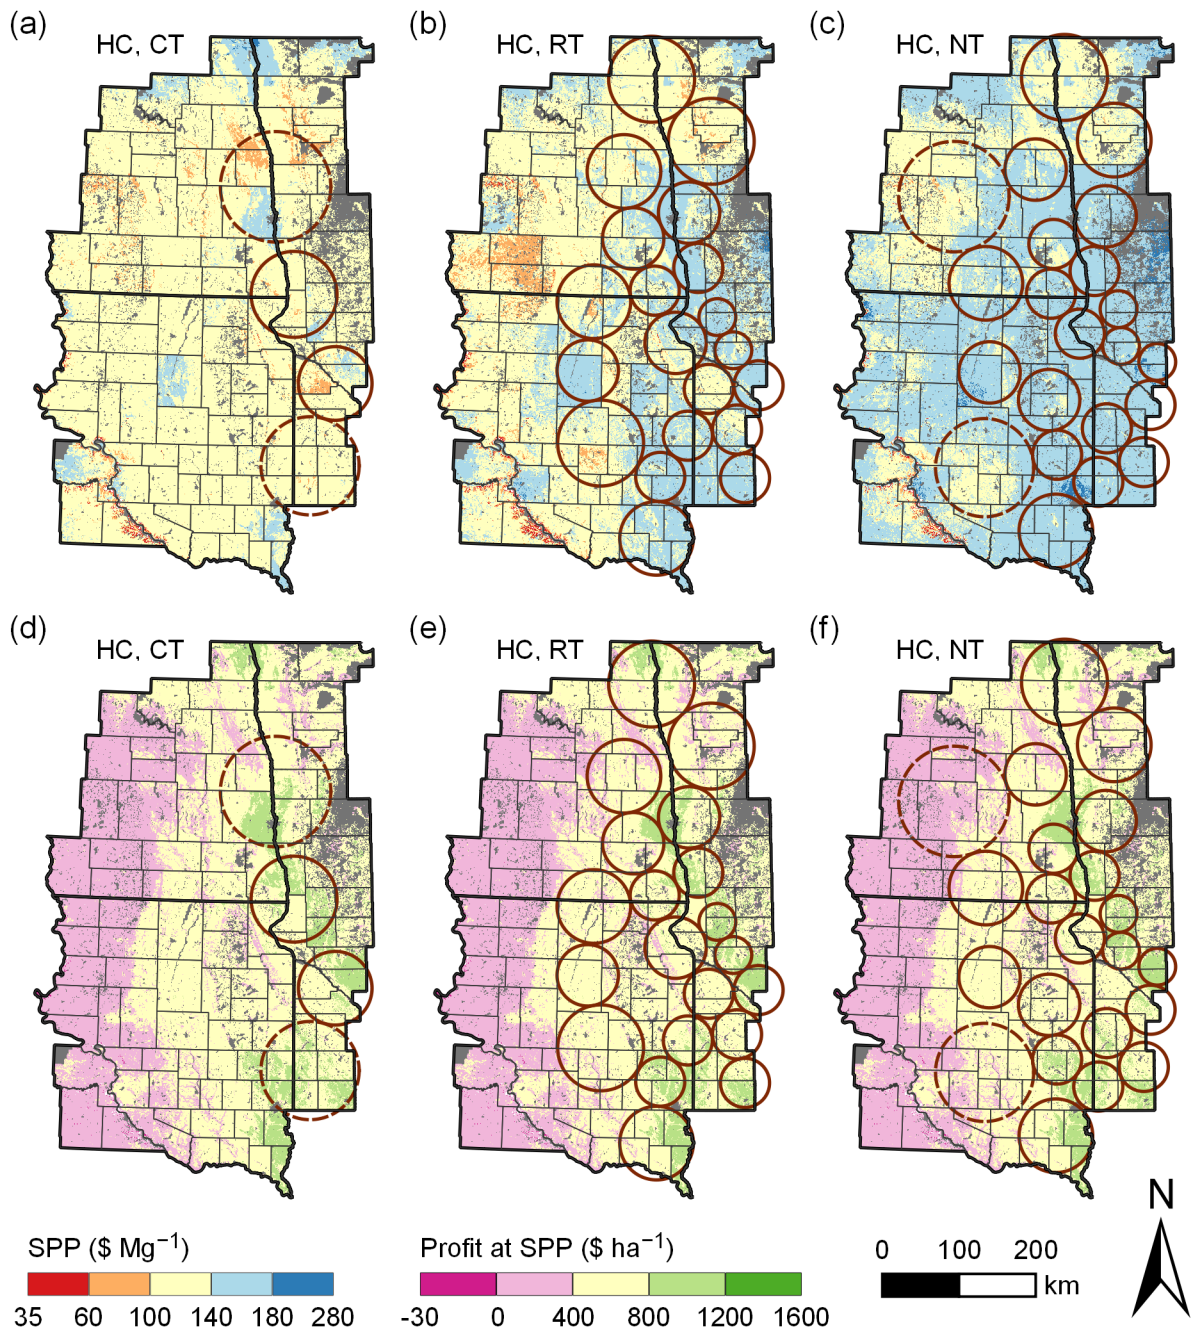 (a) HC, CT
(b) HC, RT
(c) HC, NT
(d) HC, CT
(e) HC, RT
(f) HC, NT
SPP ($ Mg⁻¹)
35 60 100 140 180 280
Profit at SPP ($ ha⁻¹)
-30 0 400 800 1200 1600
0 100 200
km
N